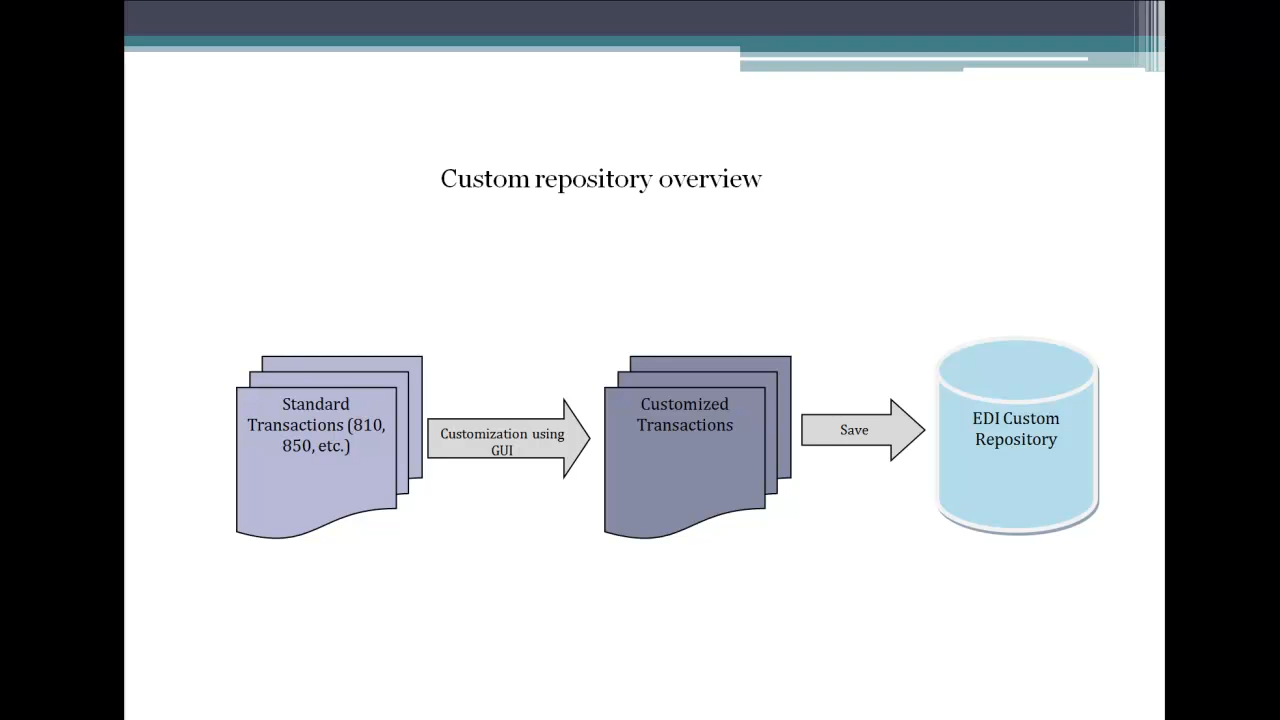 Custom repository overview
Standard
Transactions (810,
850, etc.)
Customization using
GUI
Customized
Transactions
Save
EDI Custom
Repository